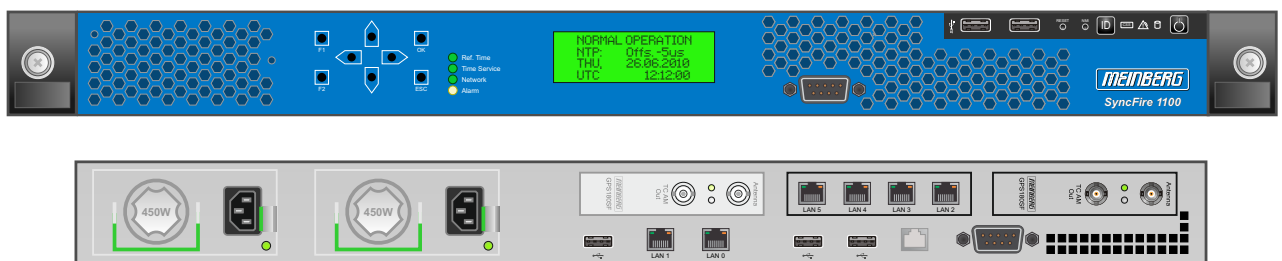 F1
OK
F2
ESC
Ref. Time
Time Service
Network
Alarm
NORMAL OPERATION
NTP: Offs. -5us
THU, 26.06.2010
UTC 12:12:00
RESET
ID
MEINBERG
SyncFire 1100
450W
450W
MEINBERG
GPS180SF
TC-AM
Out
Antenna
LAN 5
LAN 4
LAN 3
LAN 2
MEINBERG
GPS180SF
TC-AM
Out
Antenna
LAN 1
LAN 0